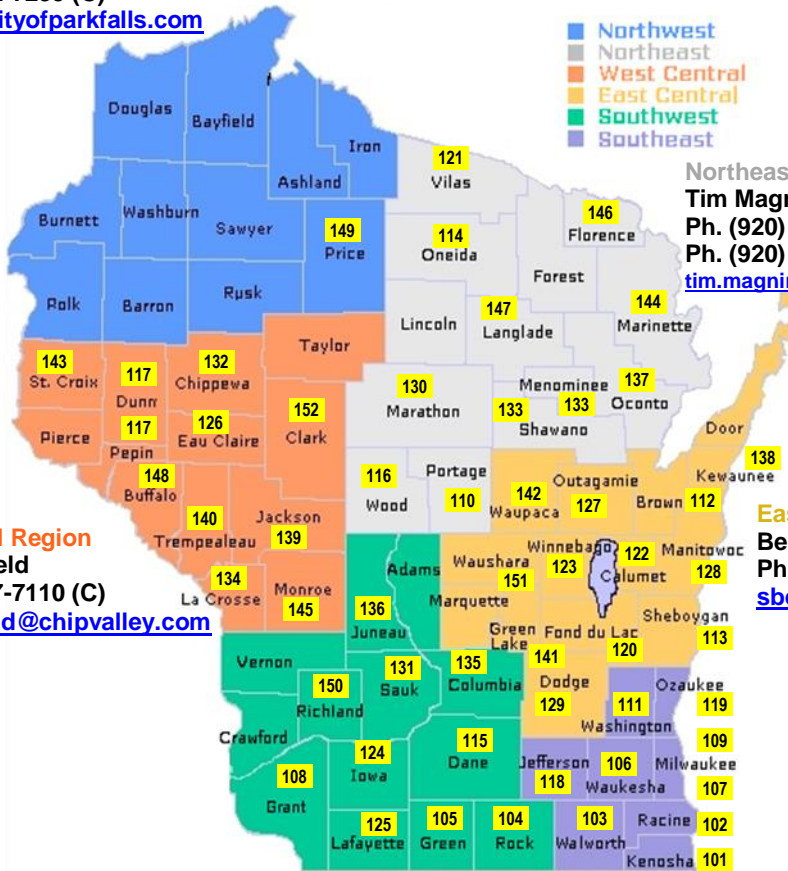 ityofparkfalls.com
Northwest
Northeast
West Central
East Central
Southwest
Southeast
Douglas
Bayfield
Iron
Ashland
121
Vilas
Northeas
Tim Magn
Ph. (920)
Ph. (920)
tim.magnin
Burnett
Washburn
Sawyer
149
Price
114
Oneida
146
Florence
Forest
Polk
Barron
Rusk
Lincoln
147
Langlade
144
Marinette
Taylor
143
St. Croix
117
Dunn
132
Chippewa
130
Marathon
Menominee
133
133
Shawano
137
Oconto
Pierce
117
Pepin
126
Eau Claire
152
Clark
Door
138
Kewaunee
148
Buffalo
116
Wood
Portage
110
142
Waupaca
Outagamie
127
Brown
112
140
Trempealeau
Jackson
139
l Region
eld
7-7110 (C)
d@chipvalley.com
Eas
Be
Ph
sbe
134
La Crosse
Monroe
145
Adams
136
Juneau
Waushara
151
Marquette
Winnebago
123
122
Calumet
Manitowoc
128
Green
Lake
141
Fond du Lac
120
Sheboygan
113
Vernon
150
Richland
131
Sauk
135
Columbia
Dodge
129
111
Washington
Ozaukee
119
Crawford
108
Grant
124
Iowa
115
Dane
Jefferson
118
106
Waukesha
109
Milwaukee
107
125
Lafayette
105
Green
104
Rock
103
Walworth
Racine
102
Kenosha
101